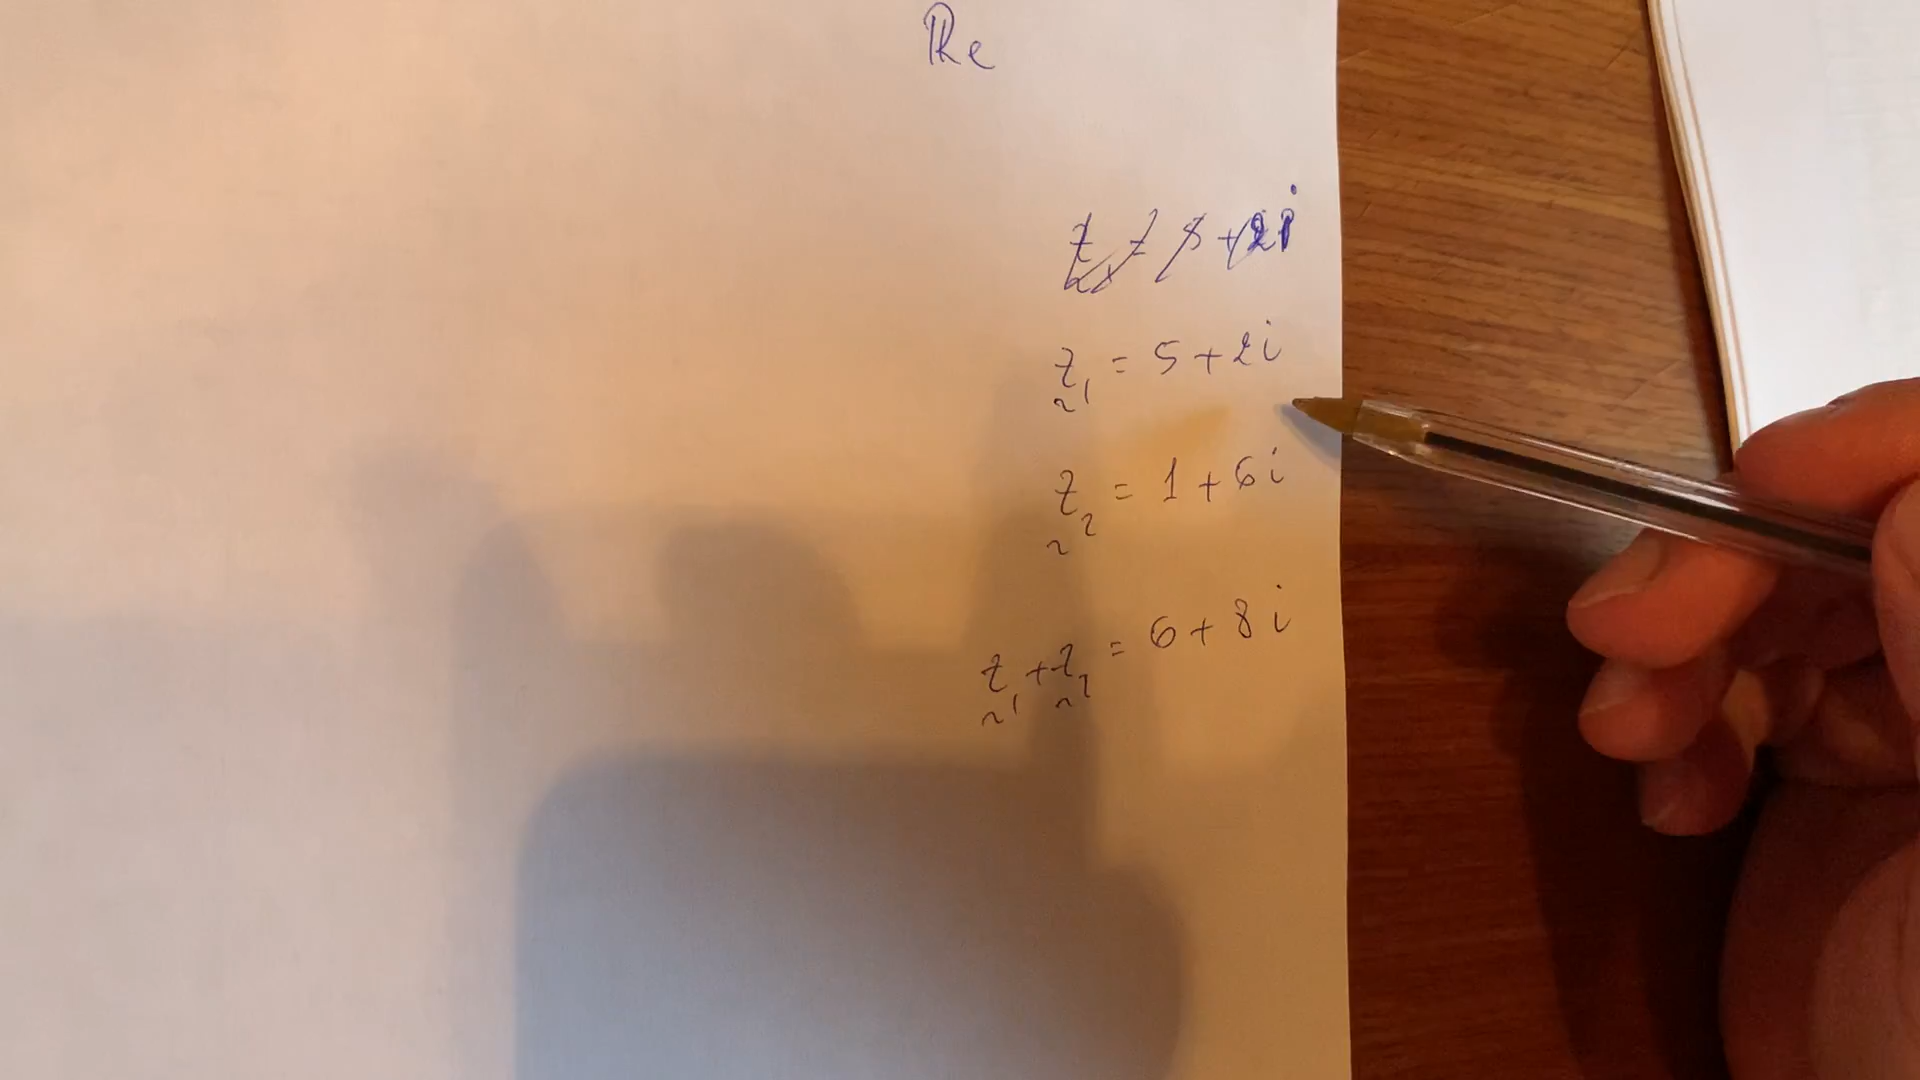 Re
z₁ = 5 + 2i
z₂ = 1 + 6i
z₁ + z₂ = 6 + 8i